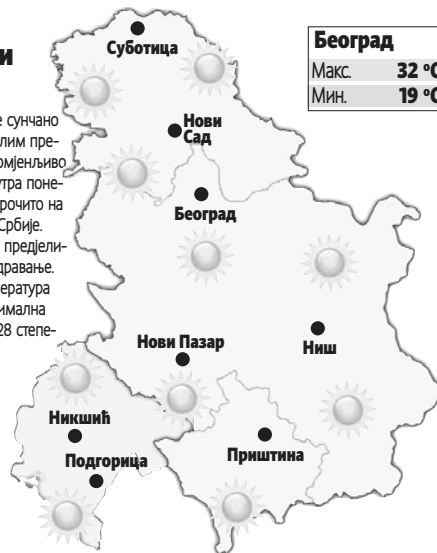 и
е сунчано
лим пре-
омјенљиво
утра поне-
рочито на
Србије.
предјели-
дравање.
ература
имална
28 степе-
Београд
Макс. 32 °C
Мин. 19 °C
Суботица
Нови
Сад
Београд
Нови Пазар
Ниш
Никшић
Подгорица
Приштина